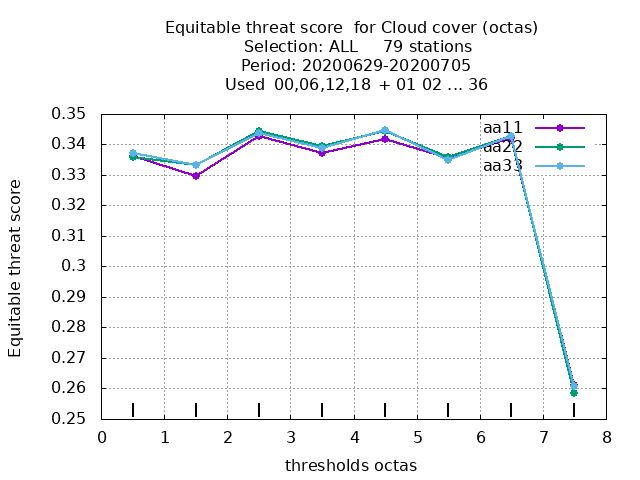 Equitable threat score  for Cloud cover (octas)
Selection: ALL     79 stations
Period: 20200629-20200705
Used  00,06,12,18  + 01 02 ... 36
0.35
0.34
0.33
0.32
0.31
0.3
0.29
0.28
0.27
0.26
0.25
Equitable threat score
aa11
aa22
aa33
0 1 2 3 4 5 6 7 8
thresholds octas